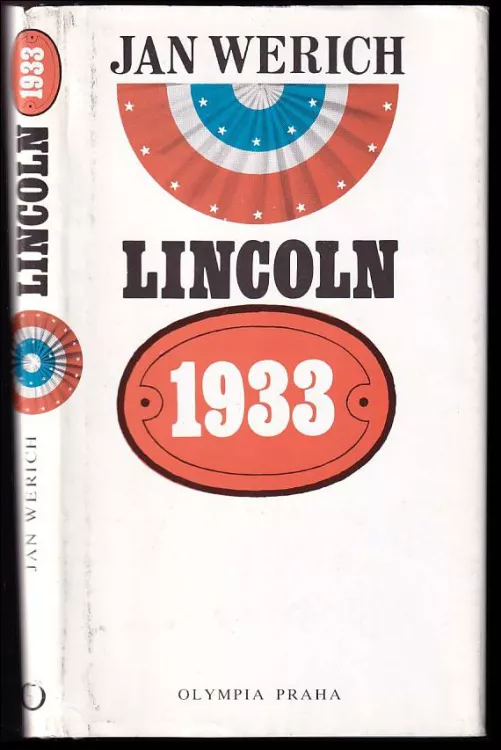 JAN WERICH
LINCOLN
1933
OLYMPIA PRAHA
1933
LINCOLN
JAN WERICH
O